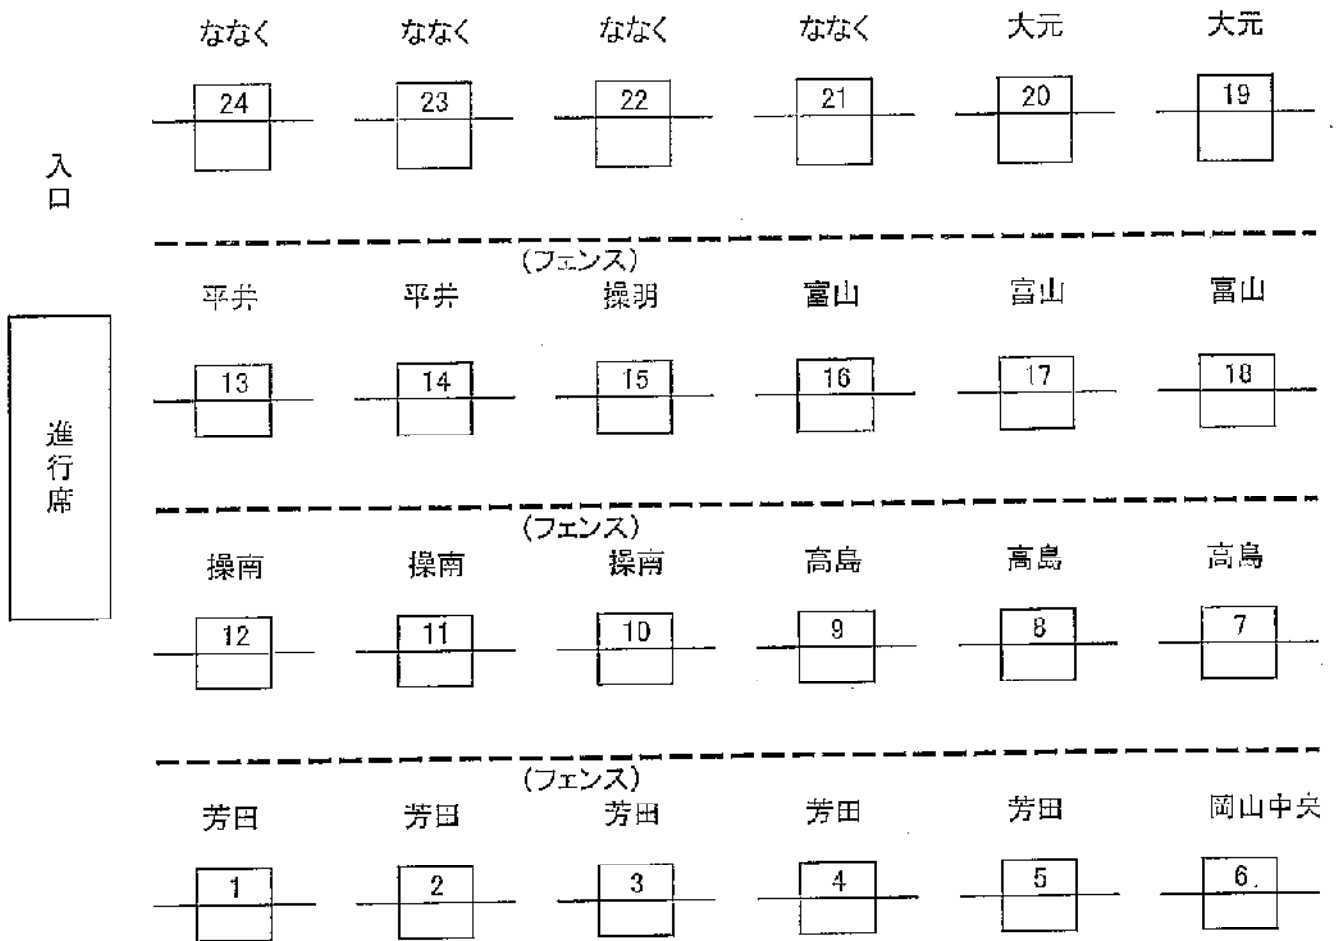 ななく ななく ななく ななく 大元 大元
24 23 22 21 20 19
入口
(フェンス)
平井 平井 操明 富山 富山 富山
13 14 15 16 17 18
進行席
(フェンス)
操南 操南 操南 高島 高島 高島
12 11 10 9 8 7
(フェンス)
芳田 芳田 芳田 芳田 芳田 岡山中央
1 2 3 4 5 6